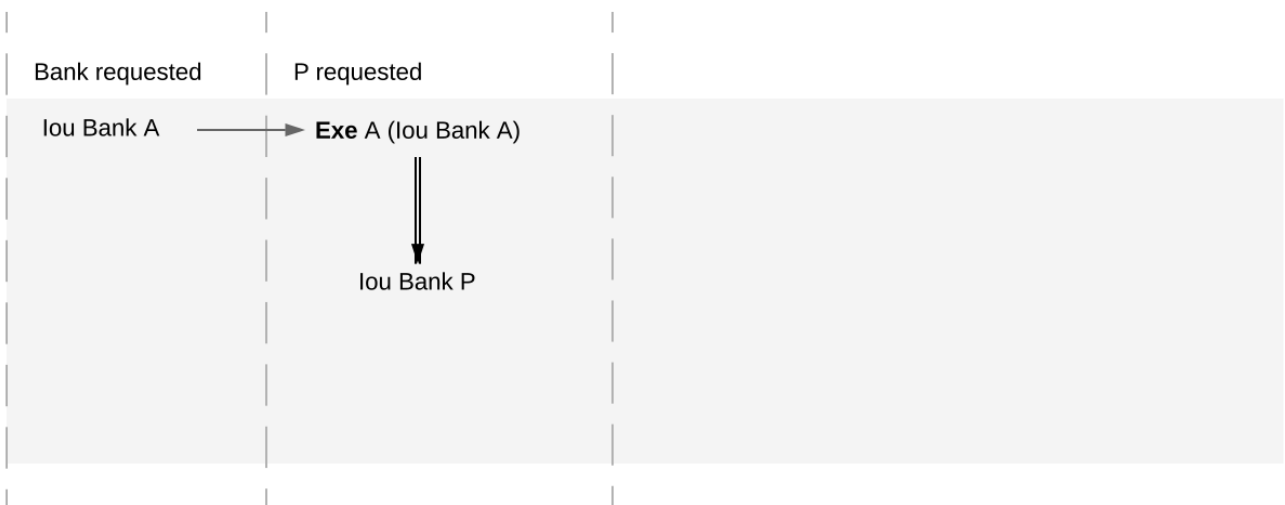 Bank requested
P requested
Iou Bank A
Exe A (Iou Bank A)
Iou Bank P